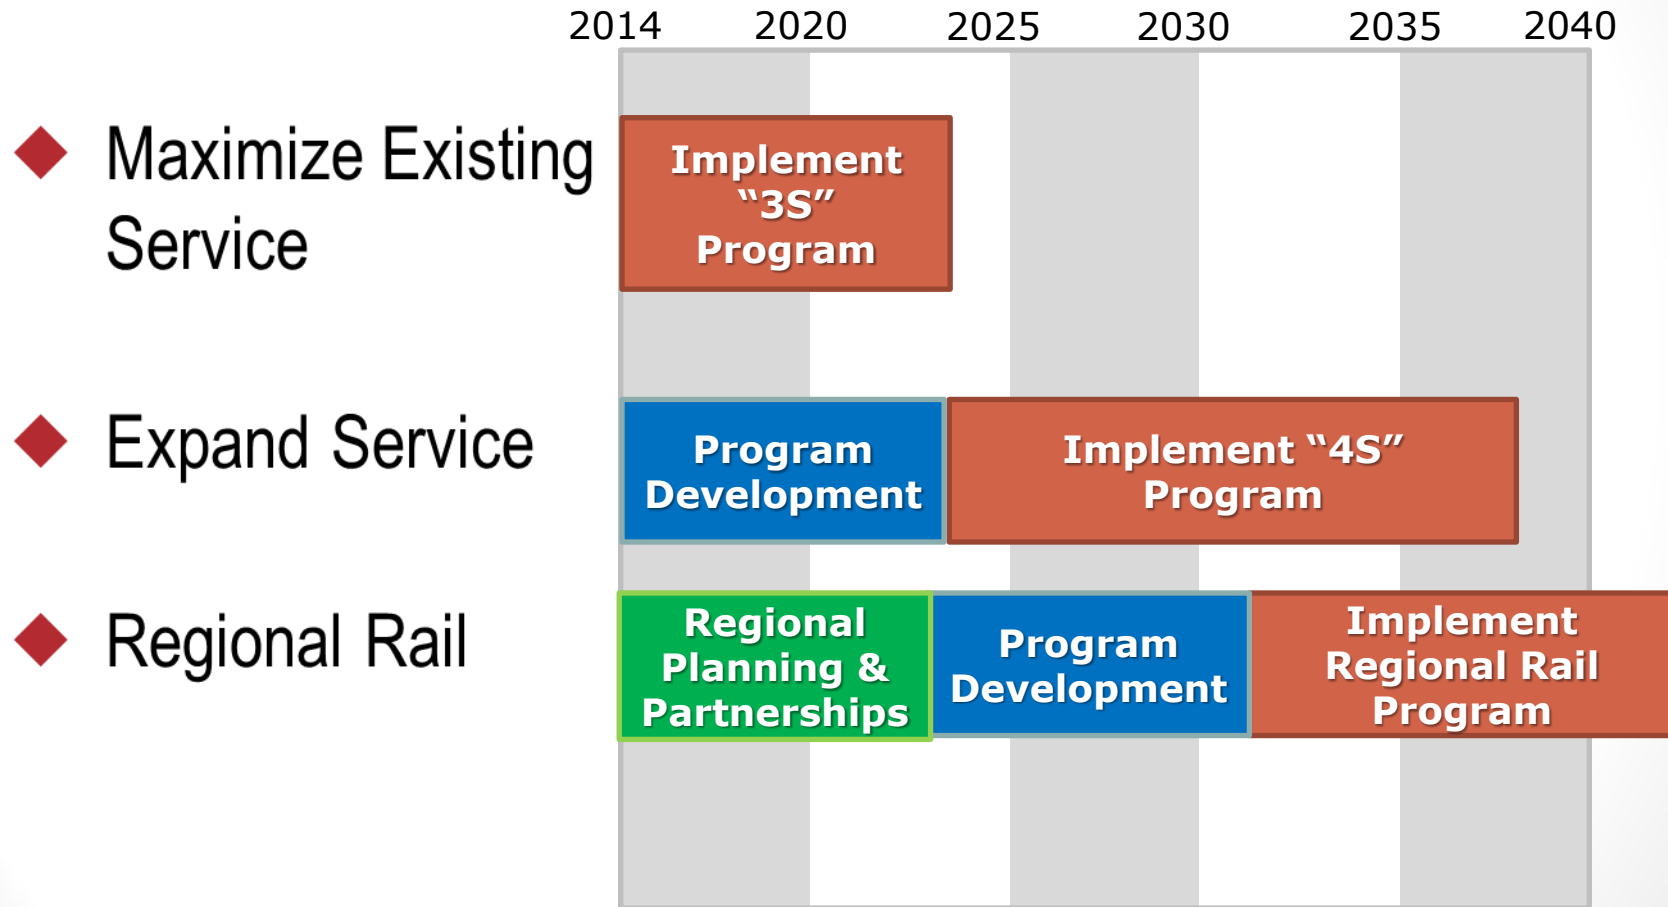 2014 2020 2025 2030 2035 2040
Maximize Existing
Service
Implement
“3S”
Program
Expand Service
Program
Development
Implement “4S”
Program
Regional Rail
Regional
Planning &
Partnerships
Program
Development
Implement
Regional Rail
Program